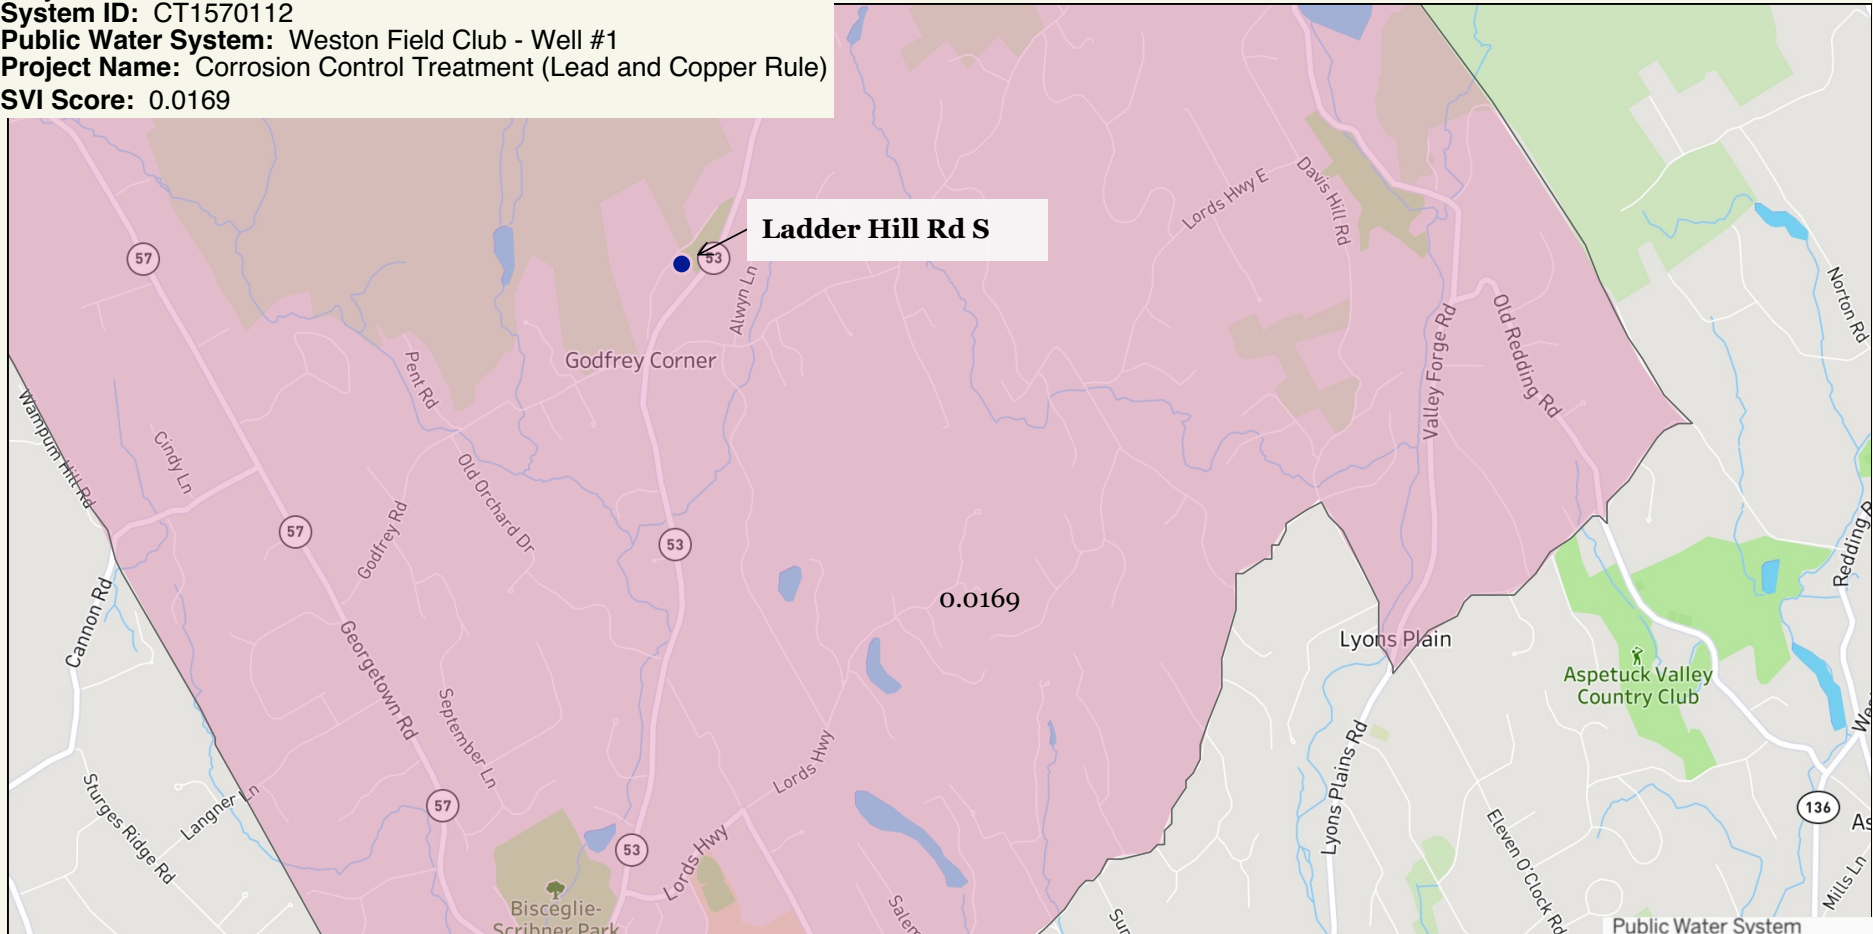 System ID: CT1570112
Public Water System: Weston Field Club - Well #1
Project Name: Corrosion Control Treatment (Lead and Copper Rule)
SVI Score: 0.0169
Ladder Hill Rd S
57
53
Alwyn Ln
Lords Hwy E
Davis Hill Rd
Norton Rd
Godfrey Corner
Pent Rd
Valley Forge Rd
Old Redding Rd
Wampum Hill Rd
Cindy Ln
Old Orchard Dr
57
Godfrey Rd
53
Redding R
0.0169
Cannon Rd
Georgetown Rd
Lyons Plain
Aspetuck Valley
Country Club
September Ln
Lords Hwy
Lyons Plains Rd
Wes
Sturges Ridge Rd
Langner Ln
57
53
Lords Hwy
136
As
Eleven O'Clock Rd
Mills Ln
Bisceglie-
Scribner Park
Salem
Sun
Public Water System